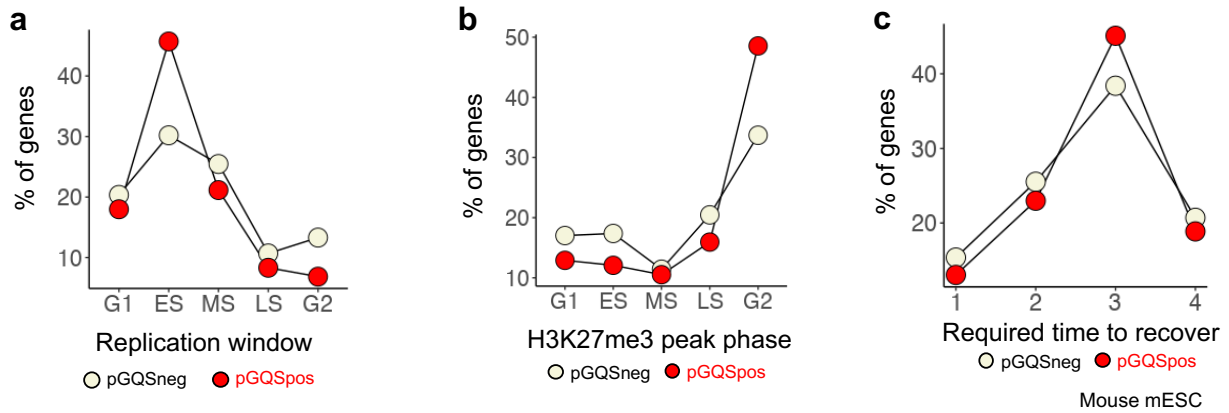 a
% of genes
40
30
20
10
G1 ES MS LS G2
Replication window
pGQSneg pGQSpos
b
% of genes
50
40
30
20
10
G1 ES MS LS G2
H3K27me3 peak phase
pGQSneg pGQSpos
c
% of genes
40
20
1 2 3 4
Required time to recover
pGQSneg pGQSpos
Mouse mESC